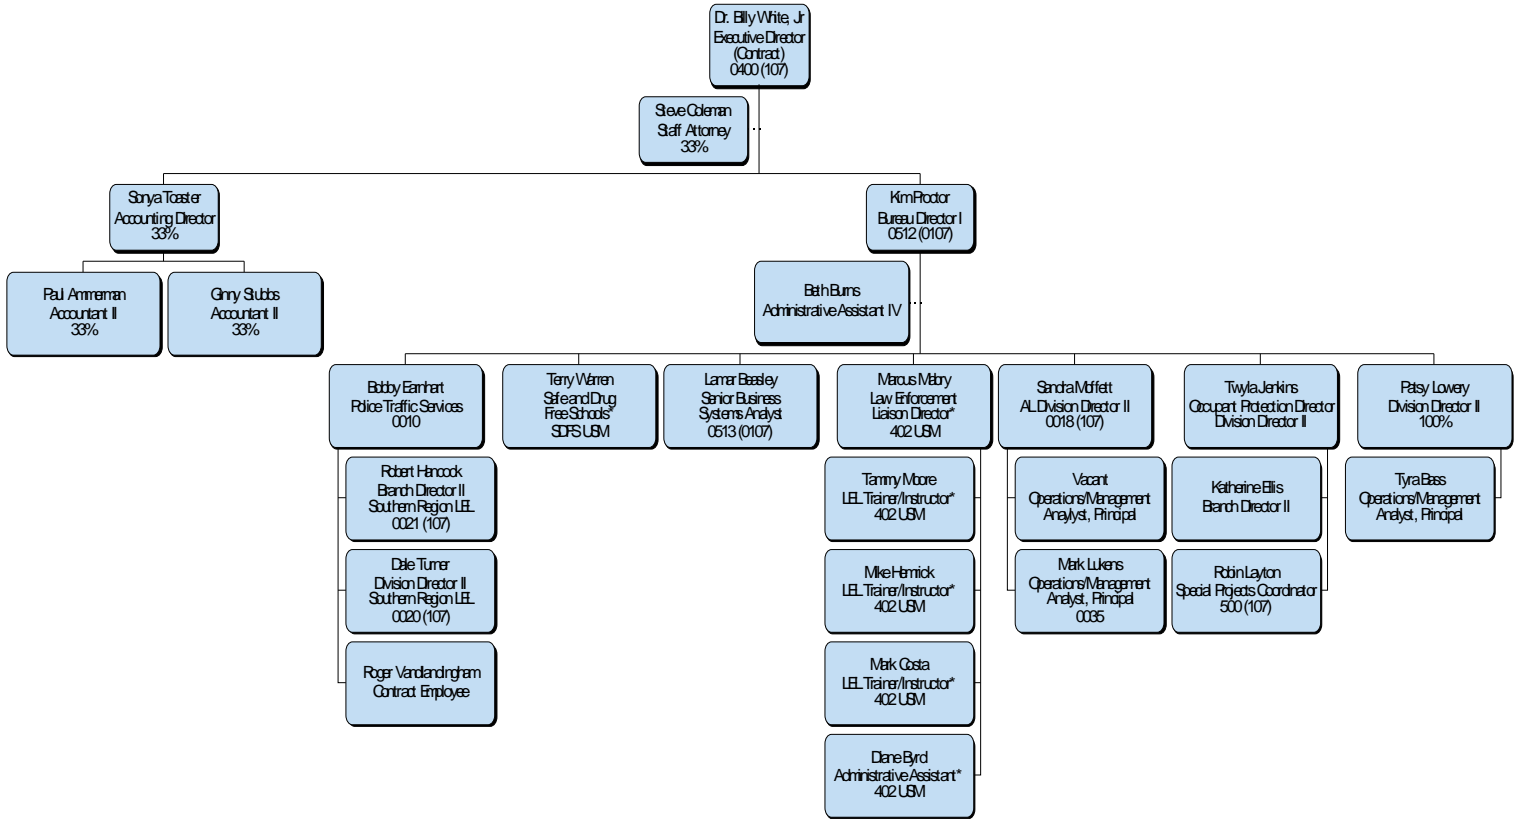 Dr. Billy White, Jr
Executive Director
(Contract)
0400 (107)
Steve Coleman
Staff Attorney
33%
Sonya Toaster
Accounting Director
33%
Kim Proctor
Bureau Director I
0512 (0107)
Paul Ammerman
Accountant II
33%
Ginny Stubbs
Accountant II
33%
Beth Burns
Administrative Assistant IV
Bobby Earnhart
Police Traffic Services
0010
Terry Warren
Safe and Drug
Free Schools*
SDFS USM
Lamar Beasley
Senior Business
Systems Analyst
0513 (0107)
Marcus Mabry
Law Enforcement
Liaison Director*
402 USM
Sandra Moffett
AL Division Director II
0018 (107)
Twyla Jenkins
Occupant Protection Director
Division Director II
Patsy Lowery
Division Director II
100%
Robert Hancock
Branch Director II
Southern Region LEL
0021 (107)
Dale Turner
Division Director II
Southern Region LEL
0020 (107)
Roger Vandlandingham
Contract Employee
Tammy Moore
LEL Trainer/Instructor*
402 USM
Mike Hemrick
LEL Trainer/Instructor*
402 USM
Mark Costa
LEL Trainer/Instructor*
402 USM
Diane Byrd
Administrative Assistant*
402 USM
Vacant
Operations/Management
Anaylyst, Principal
Mark Lukens
Operations/Management
Analyst, Principal
0035
Katherine Ellis
Branch Director II
Robin Layton
Special Projects Coordinator
500 (107)
Tyra Bass
Operations/Management
Analyst, Principal